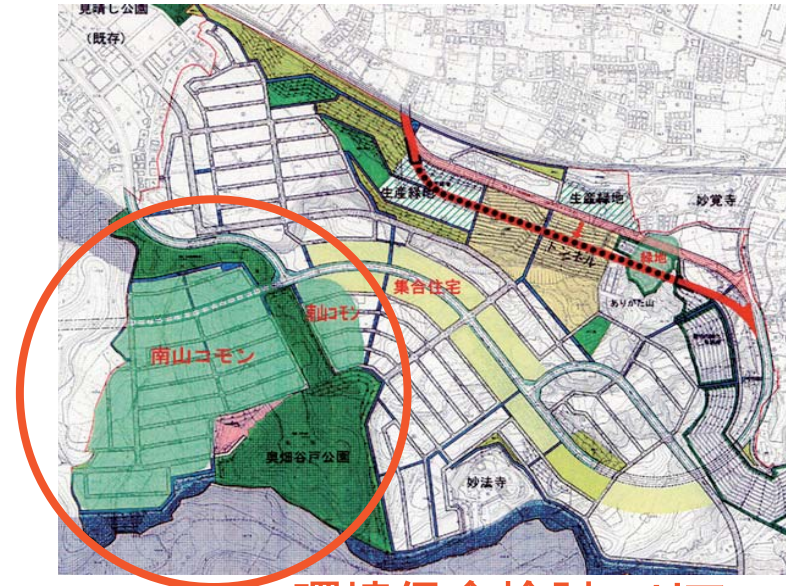 見晴し公園
(既存)
生産緑地
生産緑地
妙覚寺
トンネル
緑地
集合住宅
ありがた山
南山コモン
南山コモン
奥畑谷戸公園
妙法寺